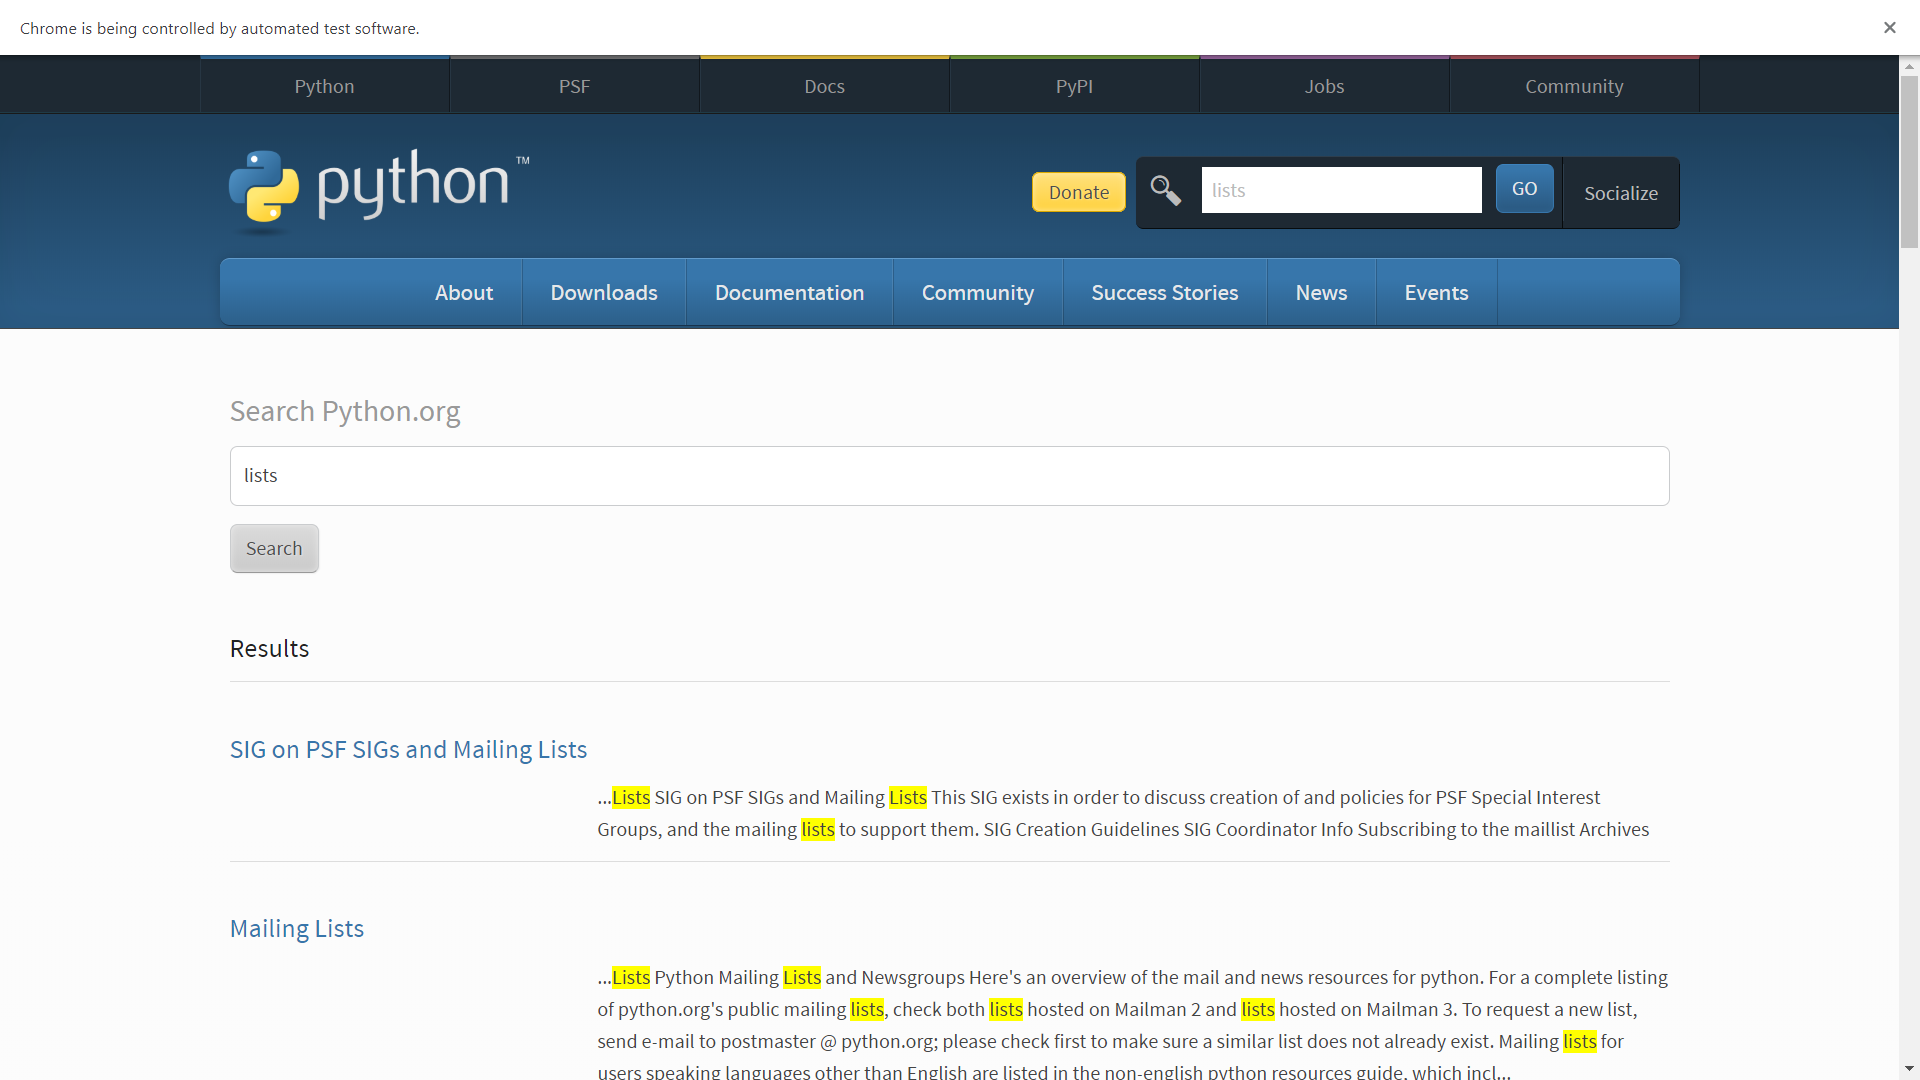 Chrome is being controlled by automated test software.
Python
PSF
Docs
PyPI
Jobs
Community
python™
Donate
lists
GO
Socialize
About
Downloads
Documentation
Community
Success Stories
News
Events
Search Python.org
lists
Search
Results
SIG on PSF SIGs and Mailing Lists
...Lists SIG on PSF SIGs and Mailing Lists This SIG exists in order to discuss creation of and policies for PSF Special Interest
Groups, and the mailing lists to support them. SIG Creation Guidelines SIG Coordinator Info Subscribing to the maillist Archives
Mailing Lists
...Lists Python Mailing Lists and Newsgroups Here's an overview of the mail and news resources for python. For a complete listing
of python.org's public mailing lists, check both lists hosted on Mailman 2 and lists hosted on Mailman 3. To request a new list,
send e-mail to postmaster @ python.org; please check first to make sure a similar list does not already exist. Mailing lists for
users speaking languages other than English are listed in the non-english python resources guide, which incl...